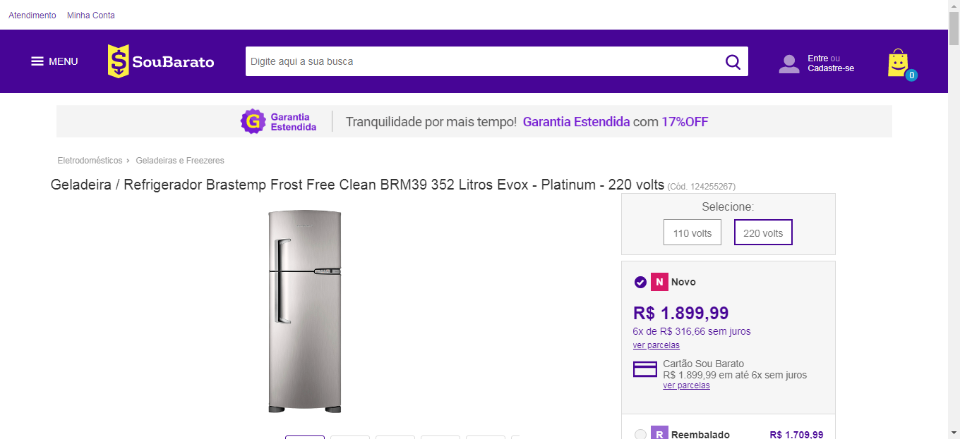 Atendimento Minha Conta
MENU
SouBarato
Digite aqui a sua busca
Entre ou
Cadastre-se
0
G Garantia
Estendida
Tranquilidade por mais tempo! Garantia Estendida com 17%OFF
Eletrodomésticos > Geladeiras e Freezeres
Geladeira / Refrigerador Brastemp Frost Free Clean BRM39 352 Litros Evox - Platinum - 220 volts (Cód. 124255267)
Selecione:
110 volts 220 volts
N Novo
R$ 1.899,99
6x de R$ 316,66 sem juros
ver parcelas
Cartão Sou Barato
R$ 1.899,99 em até 6x sem juros
ver parcelas
R Reembalado R$ 1.709,99